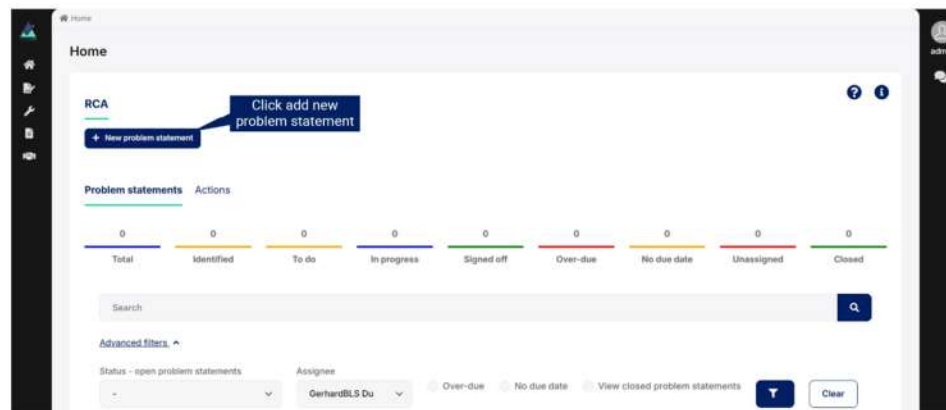 Home
adm
Home
RCA
Click add new
problem statement
+ New problem statement
Problem statements Actions
0 0 0 0 0 0 0 0 0
Total Identified To do In progress Signed off Over-due No due date Unassigned Closed
Search
Advanced filters
Status - open problem statements Assignee
- GerhardBLS Du Over-due No due date View closed problem statements Clear